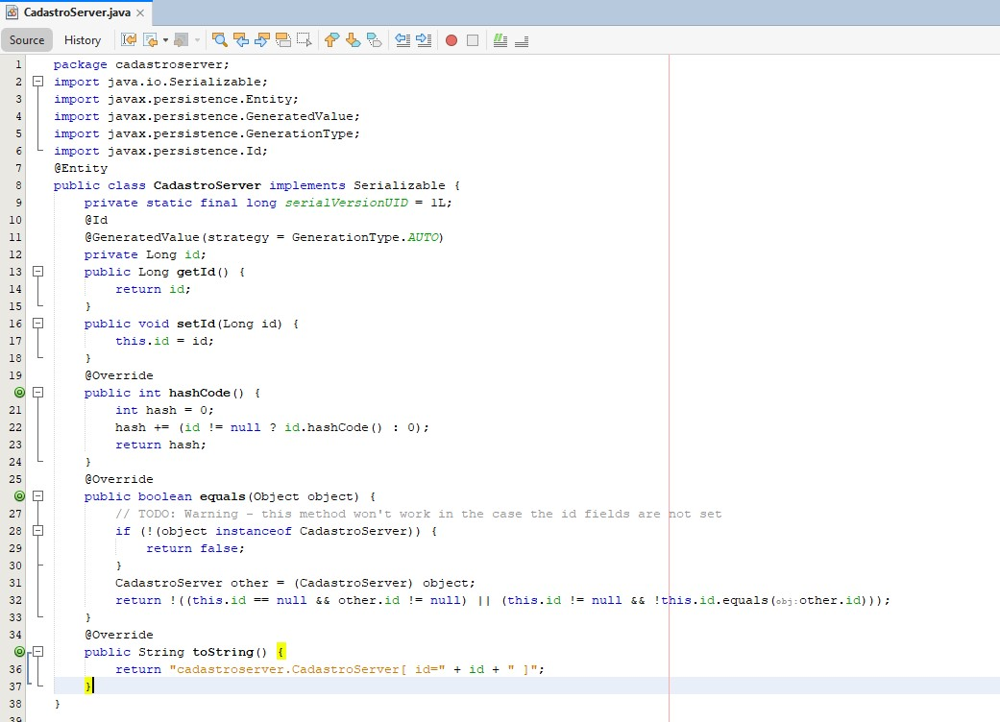 CadastroServer.java
Source History
1 package cadastroserver;
2 import java.io.Serializable;
3 import javax.persistence.Entity;
4 import javax.persistence.GeneratedValue;
5 import javax.persistence.GenerationType;
6 import javax.persistence.Id;
7 @Entity
8 public class CadastroServer implements Serializable {
9 private static final long serialVersionUID = 1L;
10 @Id
11 @GeneratedValue(strategy = GenerationType.AUTO)
12 private Long id;
13 public Long getId() {
14 return id;
15 }
16 public void setId(Long id) {
17 this.id = id;
18 }
19 @Override
public int hashCode() {
21 int hash = 0;
22 hash += (id != null ? id.hashCode() : 0);
23 return hash;
24 }
25 @Override
public boolean equals(Object object) {
27 // TODO: Warning - this method won't work in the case the id fields are not set
28 if (!(object instanceof CadastroServer)) {
29 return false;
30 }
31 CadastroServer other = (CadastroServer) object;
32 return !((this.id == null && other.id != null) || (this.id != null && !this.id.equals(obj:other.id)));
33 }
34 @Override
public String toString() {
36 return "cadastroserver.CadastroServer[ id=" + id + " ]";
37 }
38 }
39